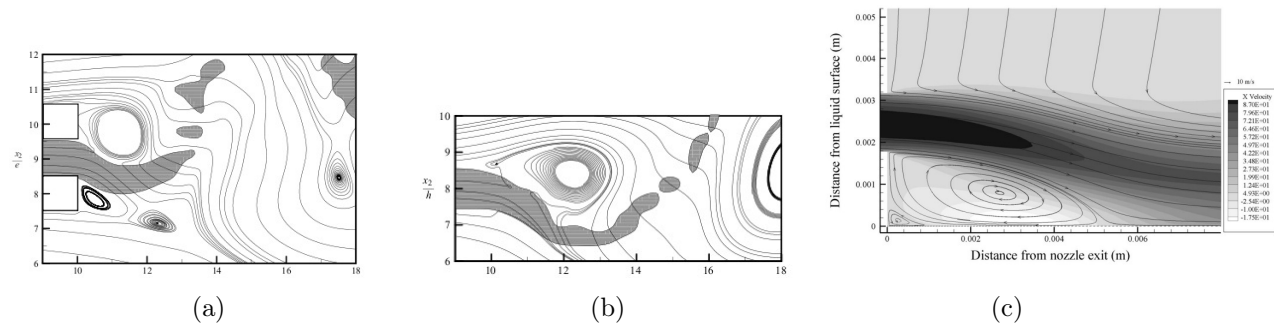 12
11
10
9
8
7
6
10
12
14
16
18
(a)
x2
h
10
9
8
7
6
10
12
14
16
18
(b)
Distance from liquid surface (m)
0.005
0.004
0.003
0.002
0.001
0
0
0.002
0.004
0.006
Distance from nozzle exit (m)
10 m/s
X Velocity
8.70E+01
7.96E+01
7.21E+01
6.46E+01
5.72E+01
4.97E+01
4.22E+01
3.48E+01
2.73E+01
1.99E+01
1.24E+01
4.93E+00
-2.54E+00
-1.00E+01
-1.75E+01
(c)